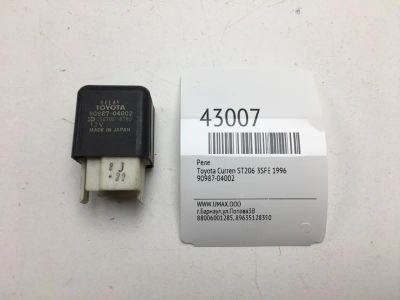 RELAY
TOYOTA
90987-04002
12V
MADE IN JAPAN
43007
Реле
Toyota Curren ST206 3SFE 1996
90987-04002
WWW.UMAX.OOO
г.Барнаул,ул.Попова3В
88006001285, 89635128350